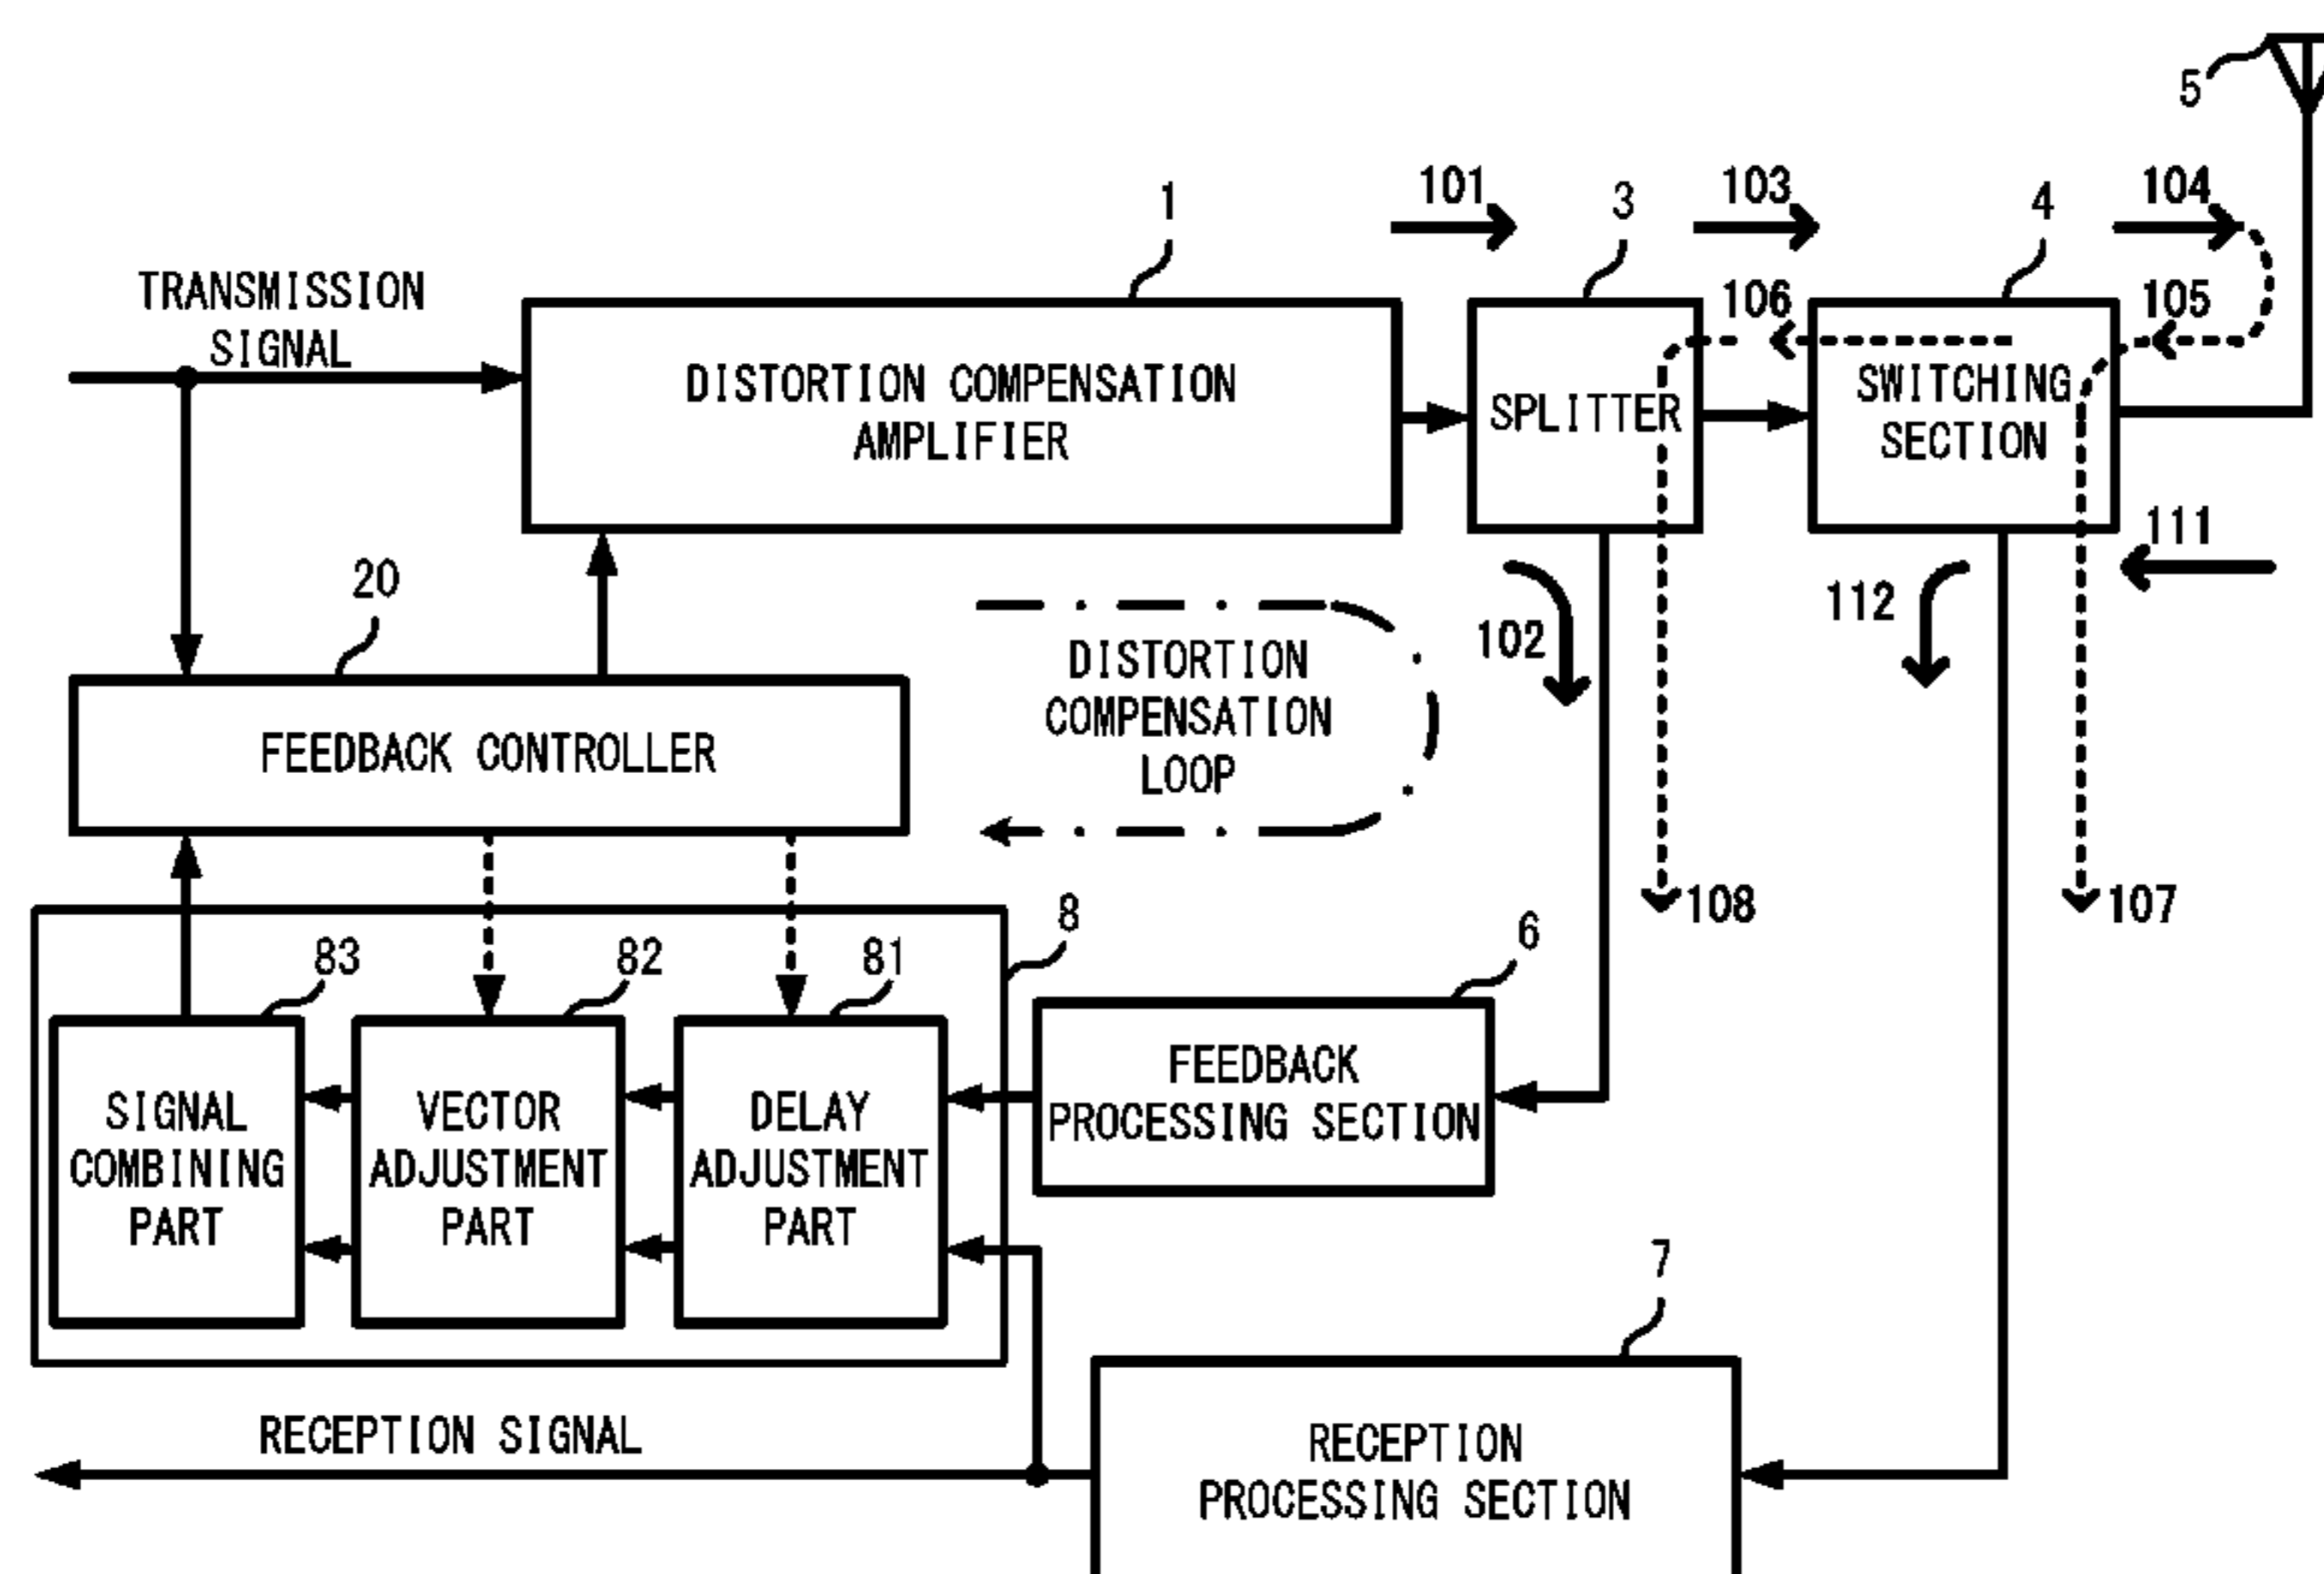 5
1
101
3
103
4
104
TRANSMISSION
SIGNAL
106
105
DISTORTION COMPENSATION
AMPLIFIER
SPLITTER
SWITCHING
SECTION
111
20
112
102
DISTORTION
COMPENSATION
LOOP
FEEDBACK CONTROLLER
108
107
8
6
83
82
81
SIGNAL
COMBINING
PART
VECTOR
ADJUSTMENT
PART
DELAY
ADJUSTMENT
PART
FEEDBACK
PROCESSING SECTION
7
RECEPTION SIGNAL
RECEPTION
PROCESSING SECTION